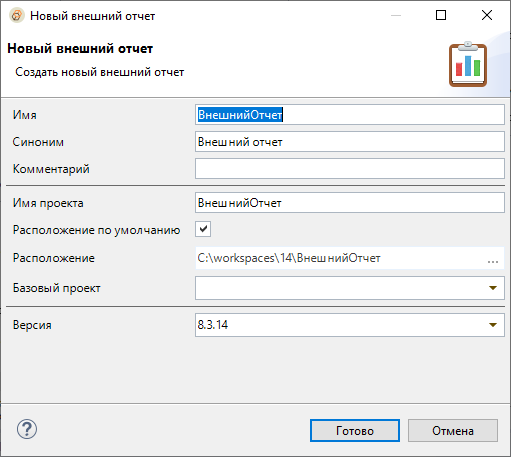 Новый внешний отчет
Новый внешний отчет
Создать новый внешний отчет
Имя ВнешнийОтчет
Синоним Внешний отчет
Комментарий
Имя проекта ВнешнийОтчет
Расположение по умолчанию
Расположение C:\workspaces\14\ВнешнийОтчет ...
Базовый проект
Версия 8.3.14
? Готово Отмена